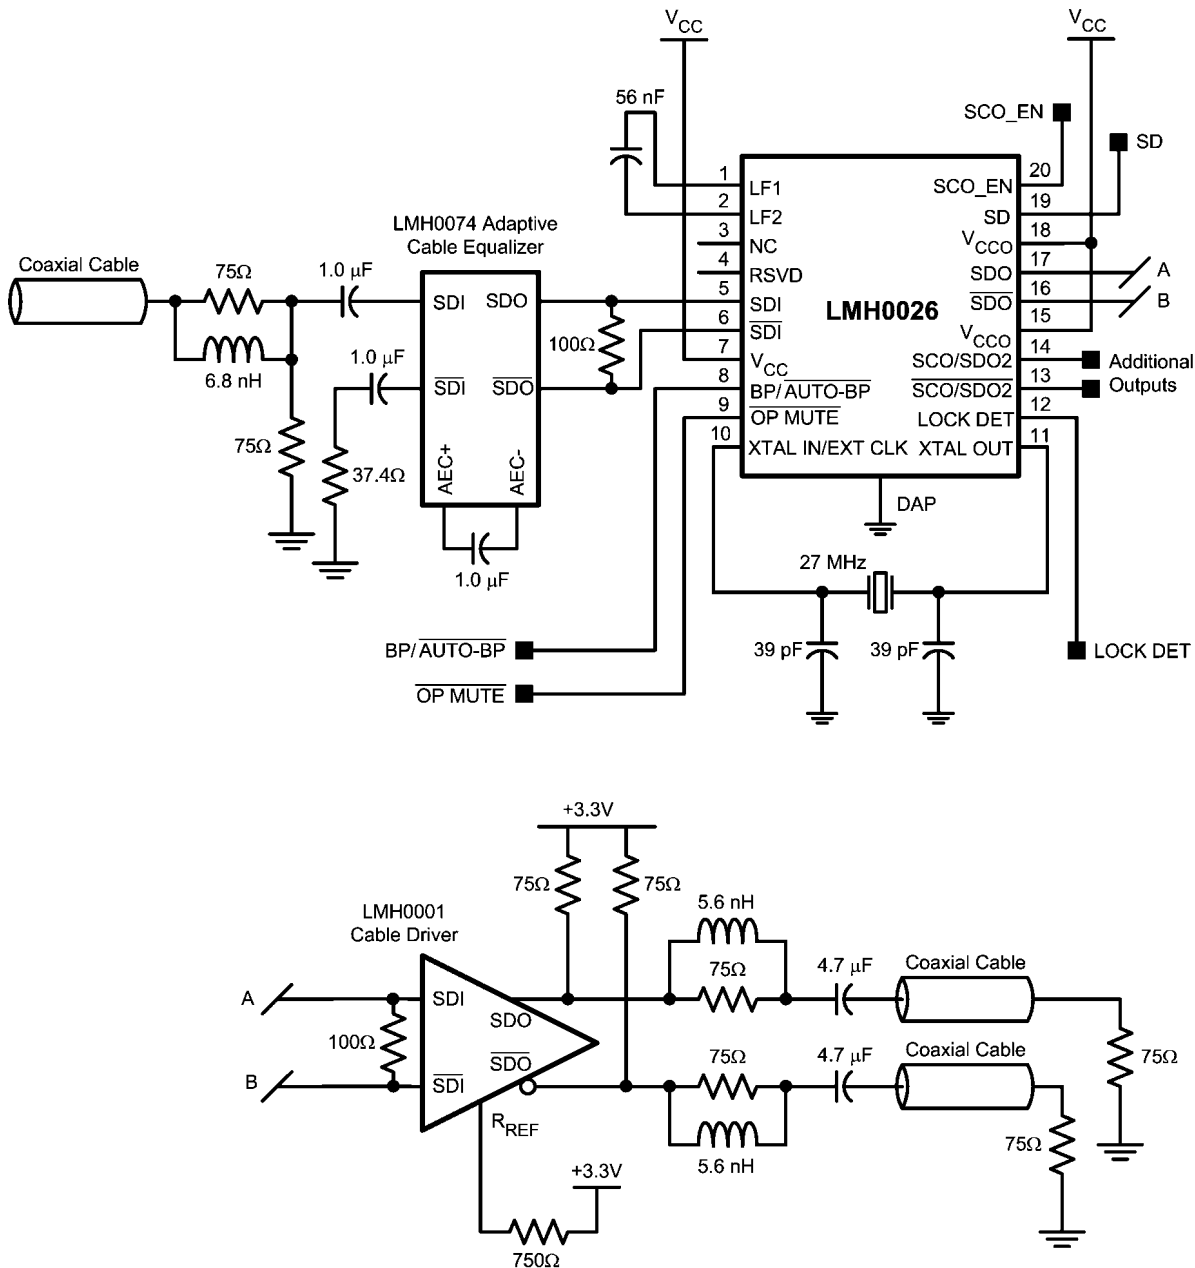 VCC
VCC
56 nF
SCO_EN
SD
1
LF1
SCO_EN
20
2
LF2
SD
19
3
NC
VCCO
18
4
RSVD
SDO
17
A
5
SDI
SDO
16
B
6
SDI
VCCO
15
7
VCC
SCO/SDO2
14
Additional
Outputs
8
BP/AUTO-BP
SCO/SDO2
13
9
OP MUTE
LOCK DET
12
10
XTAL IN/EXT CLK
XTAL OUT
11
LMH0026
DAP
LMH0074 Adaptive
Cable Equalizer
Coaxial Cable
75Ω
6.8 nH
1.0 µF
1.0 µF
75Ω
37.4Ω
SDI
SDO
SDI
SDO
AEC+
AEC-
1.0 µF
100Ω
27 MHz
39 pF
39 pF
BP/AUTO-BP
OP MUTE
LOCK DET
+3.3V
75Ω
75Ω
LMH0001
Cable Driver
5.6 nH
75Ω
4.7 µF
Coaxial Cable
A
SDI
SDO
100Ω
75Ω
75Ω
4.7 µF
Coaxial Cable
B
SDI
SDO
RREF
5.6 nH
75Ω
+3.3V
750Ω